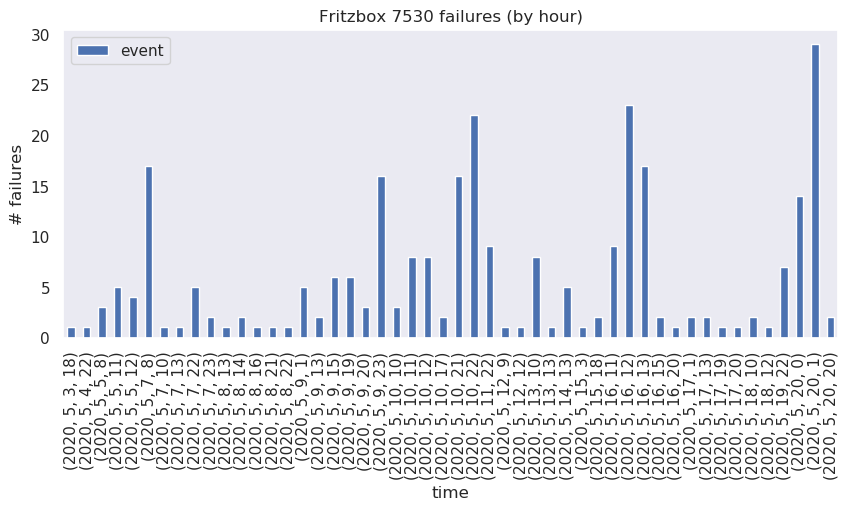 Fritzbox 7530 failures (by hour)
event
# failures
30
25
20
15
10
5
0
(2020, 5, 3, 18)
(2020, 5, 4, 22)
(2020, 5, 5, 8)
(2020, 5, 5, 11)
(2020, 5, 5, 12)
(2020, 5, 7, 8)
(2020, 5, 7, 10)
(2020, 5, 7, 13)
(2020, 5, 7, 22)
(2020, 5, 7, 23)
(2020, 5, 8, 13)
(2020, 5, 8, 14)
(2020, 5, 8, 16)
(2020, 5, 8, 21)
(2020, 5, 8, 22)
(2020, 5, 9, 1)
(2020, 5, 9, 13)
(2020, 5, 9, 15)
(2020, 5, 9, 19)
(2020, 5, 9, 20)
(2020, 5, 9, 23)
(2020, 5, 10, 10)
(2020, 5, 10, 11)
(2020, 5, 10, 12)
(2020, 5, 10, 17)
(2020, 5, 10, 21)
(2020, 5, 10, 22)
(2020, 5, 11, 22)
(2020, 5, 12, 9)
(2020, 5, 12, 12)
(2020, 5, 13, 10)
(2020, 5, 13, 13)
(2020, 5, 14, 13)
(2020, 5, 15, 3)
(2020, 5, 15, 18)
(2020, 5, 16, 11)
(2020, 5, 16, 12)
(2020, 5, 16, 13)
(2020, 5, 16, 15)
(2020, 5, 16, 20)
(2020, 5, 17, 1)
(2020, 5, 17, 13)
(2020, 5, 17, 19)
(2020, 5, 17, 20)
(2020, 5, 18, 10)
(2020, 5, 18, 12)
(2020, 5, 19, 22)
(2020, 5, 20, 0)
(2020, 5, 20, 1)
(2020, 5, 20, 20)
time